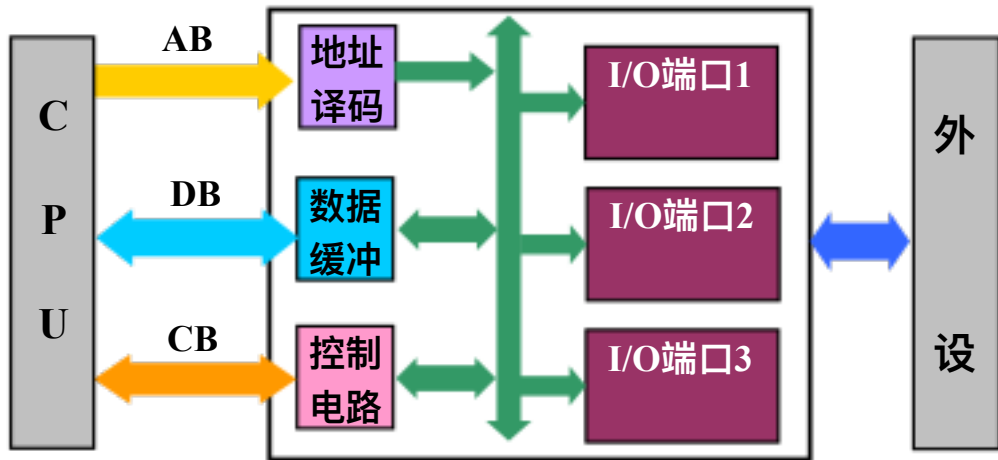 C
P
U
AB
DB
CB
地址
译码
数据
缓冲
控制
电路
I/O端口1
I/O端口2
I/O端口3
外
设